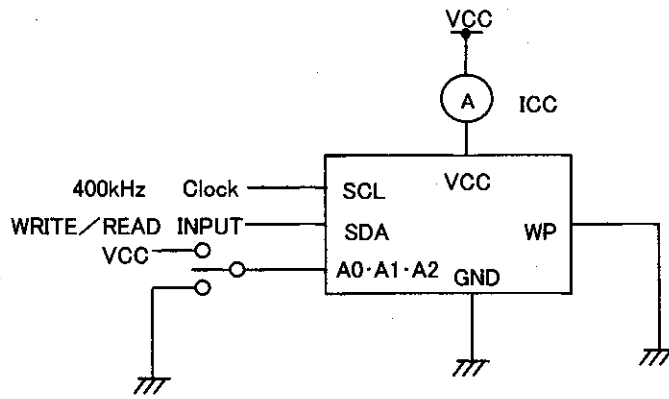 VCC
A ICC
VCC
400kHz Clock SCL
WRITE／READ INPUT SDA WP
VCC
A0·A1·A2
GND